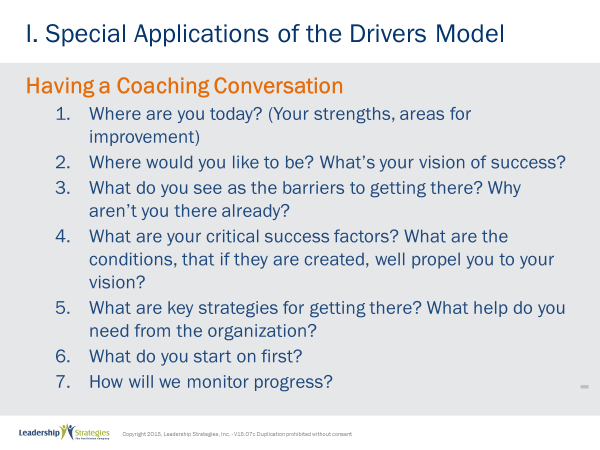 I. Special Applications of the Drivers Model
Having a Coaching Conversation
1. Where are you today? (Your strengths, areas for
improvement)
2. Where would you like to be? What's your vision of success?
3. What do you see as the barriers to getting there? Why
aren't you there already?
4. What are your critical success factors? What are the
conditions, that if they are created, well propel you to your
vision?
5. What are key strategies for getting there? What help do you
need from the organization?
6. What do you start on first?
7. How will we monitor progress?
Leadership Strategies
The Facilitation Company
Copyright 2015, Leadership Strategies, Inc. - V15.07c Duplication prohibited without consent